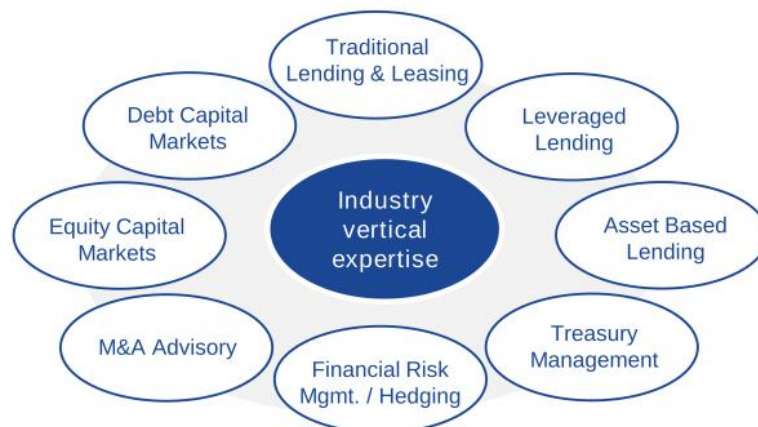 Traditional
Lending & Leasing
Debt Capital
Markets
Leveraged
Lending
Equity Capital
Markets
Industry
vertical
expertise
Asset Based
Lending
M&A Advisory
Financial Risk
Mgmt. / Hedging
Treasury
Management